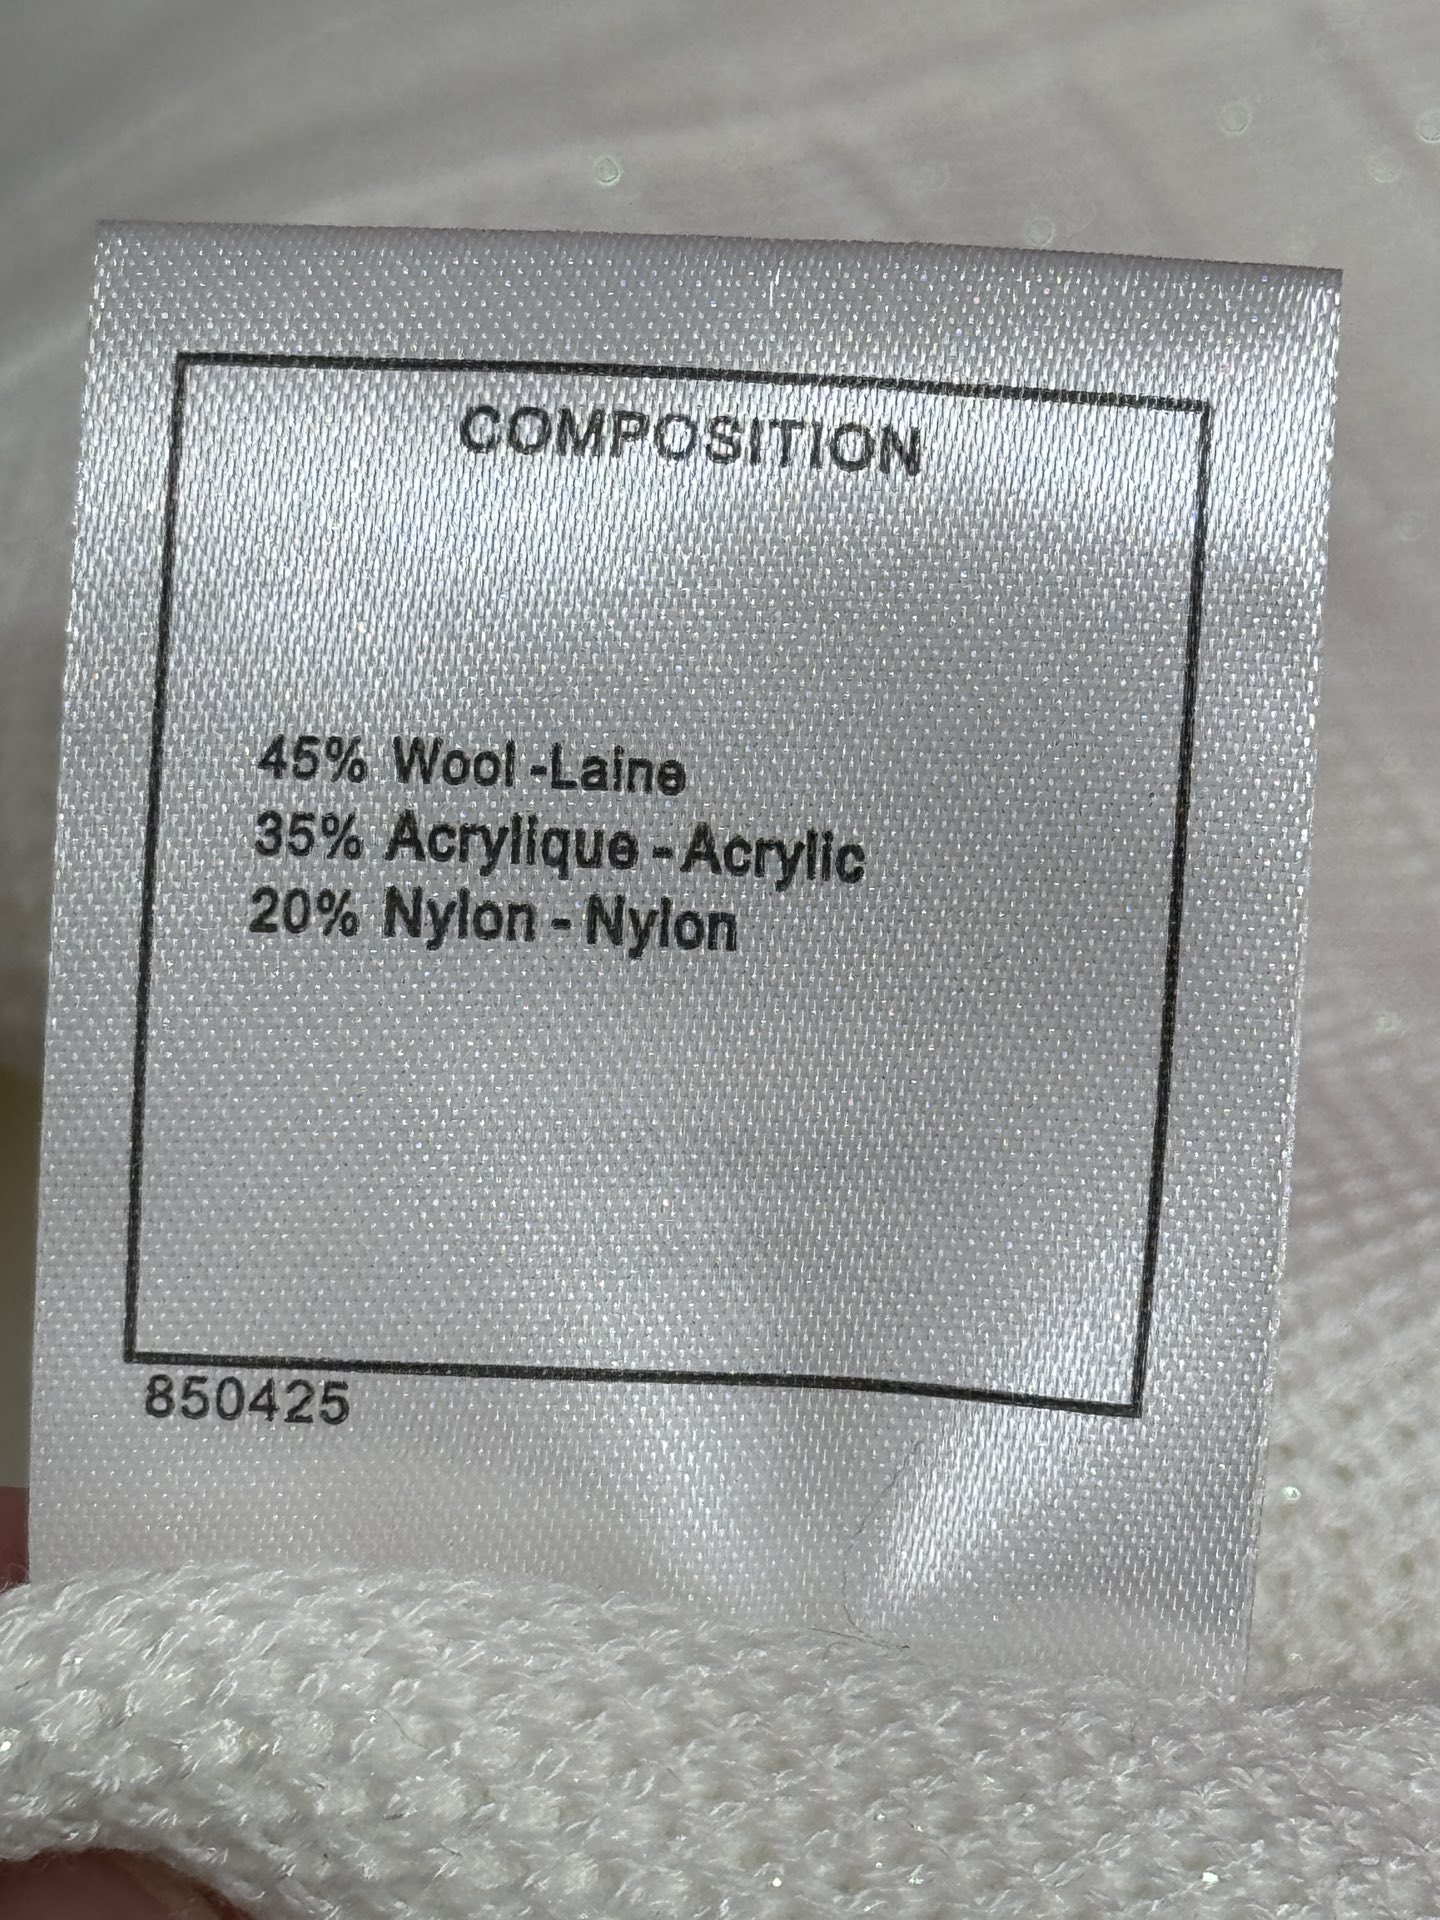 COMPOSITION
45% Wool -Laine
35% Acrylique - Acrylic
20% Nylon - Nylon
850425